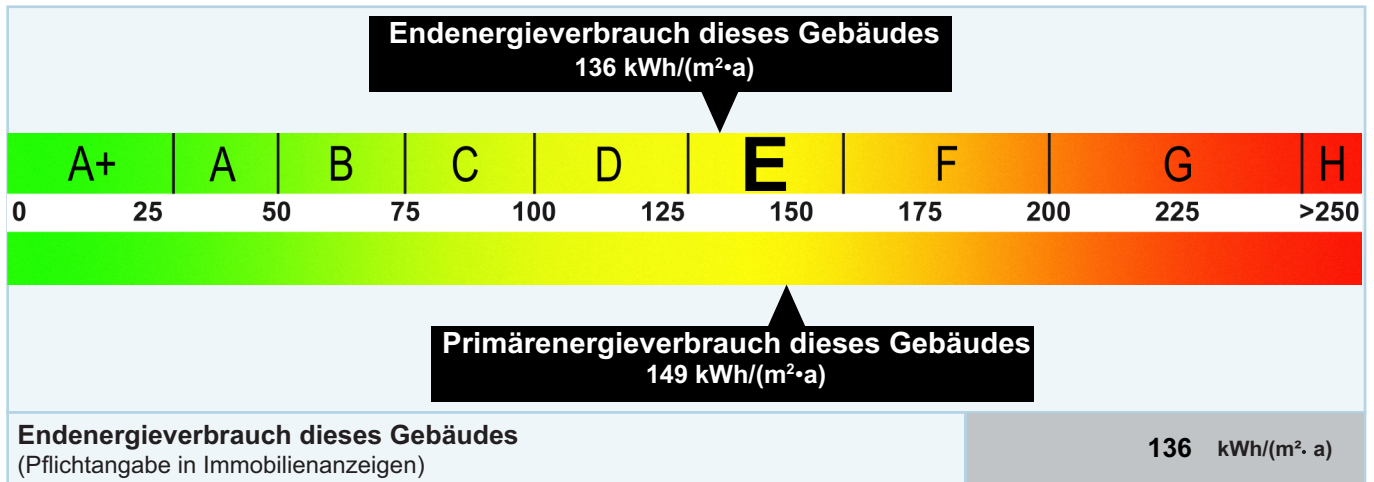 Endenergieverbrauch dieses Gebäudes
136 kWh/(m²•a)
A+ A B C D E F G H
0 25 50 75 100 125 150 175 200 225 >250
Primärenergieverbrauch dieses Gebäudes
149 kWh/(m²•a)
Endenergieverbrauch dieses Gebäudes
(Pflichtangabe in Immobilienanzeigen)
136 kWh/(m²· a)